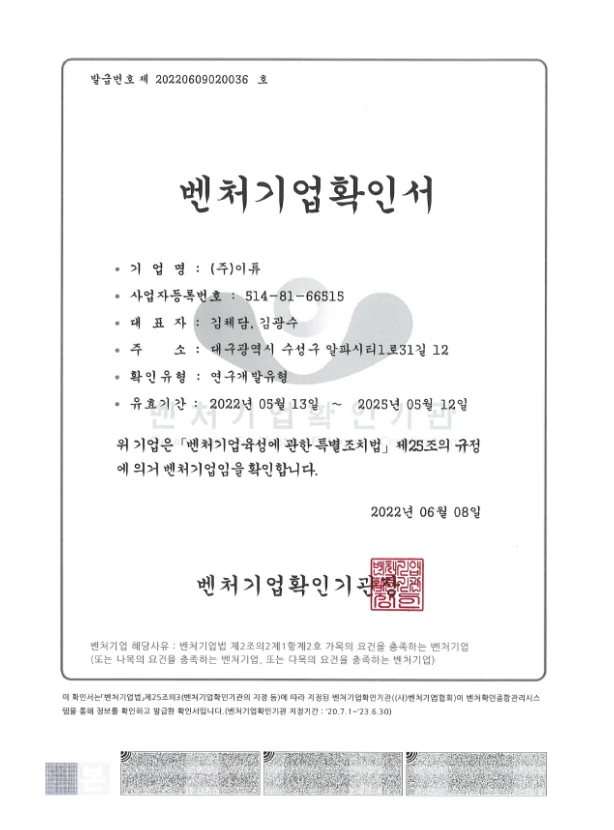 발급번호 제 20220609020036 호
벤처기업확인서
• 기 업 명 : (주)이튜
• 사업자등록번호 : 514-81-66515
• 대 표 자 : 김체담, 김광수
• 주 소 : 대구광역시 수성구 알파시티1로31길 12
• 확인유형 : 연구개발유형
• 유효기간 : 2022년 05월 13일 ~ 2025년 05월 12일
벤처기업확인기관
위 기업은 「벤처기업육성에 관한 특별조치법」 제25조의 규정
에 의거 벤처기업임을 확인합니다.
2022년 06월 08일
벤처기업확인기관장
벤처기업 해당사유 : 벤처기업법 제2조의2제1항제2호 가목의 요건을 충족하는 벤처기업
(또는 나목의 요건을 충족하는 벤처기업, 또는 다목의 요건을 충족하는 벤처기업)
이 확인서는「벤처기업법」제25조의3(벤처기업확인기관의 지정 등)에 따라 지정된 벤처기업확인기관((사)벤처기업협회)이 벤처확인종합관리시스
템을 통해 정보를 확인하고 발급한 확인서입니다.(벤처기업확인기관 지정기간 : '20.7.1~'23.6.30)